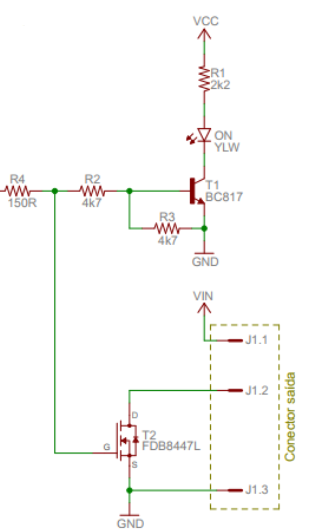 VCC
R1
2k2
ON
YLW
R4
150R
R2
4k7
T1
BC817
R3
4k7
GND
VIN
J1.1
J1.2
D
T2
FDB8447L
G
S
J1.3
GND
Conector saída